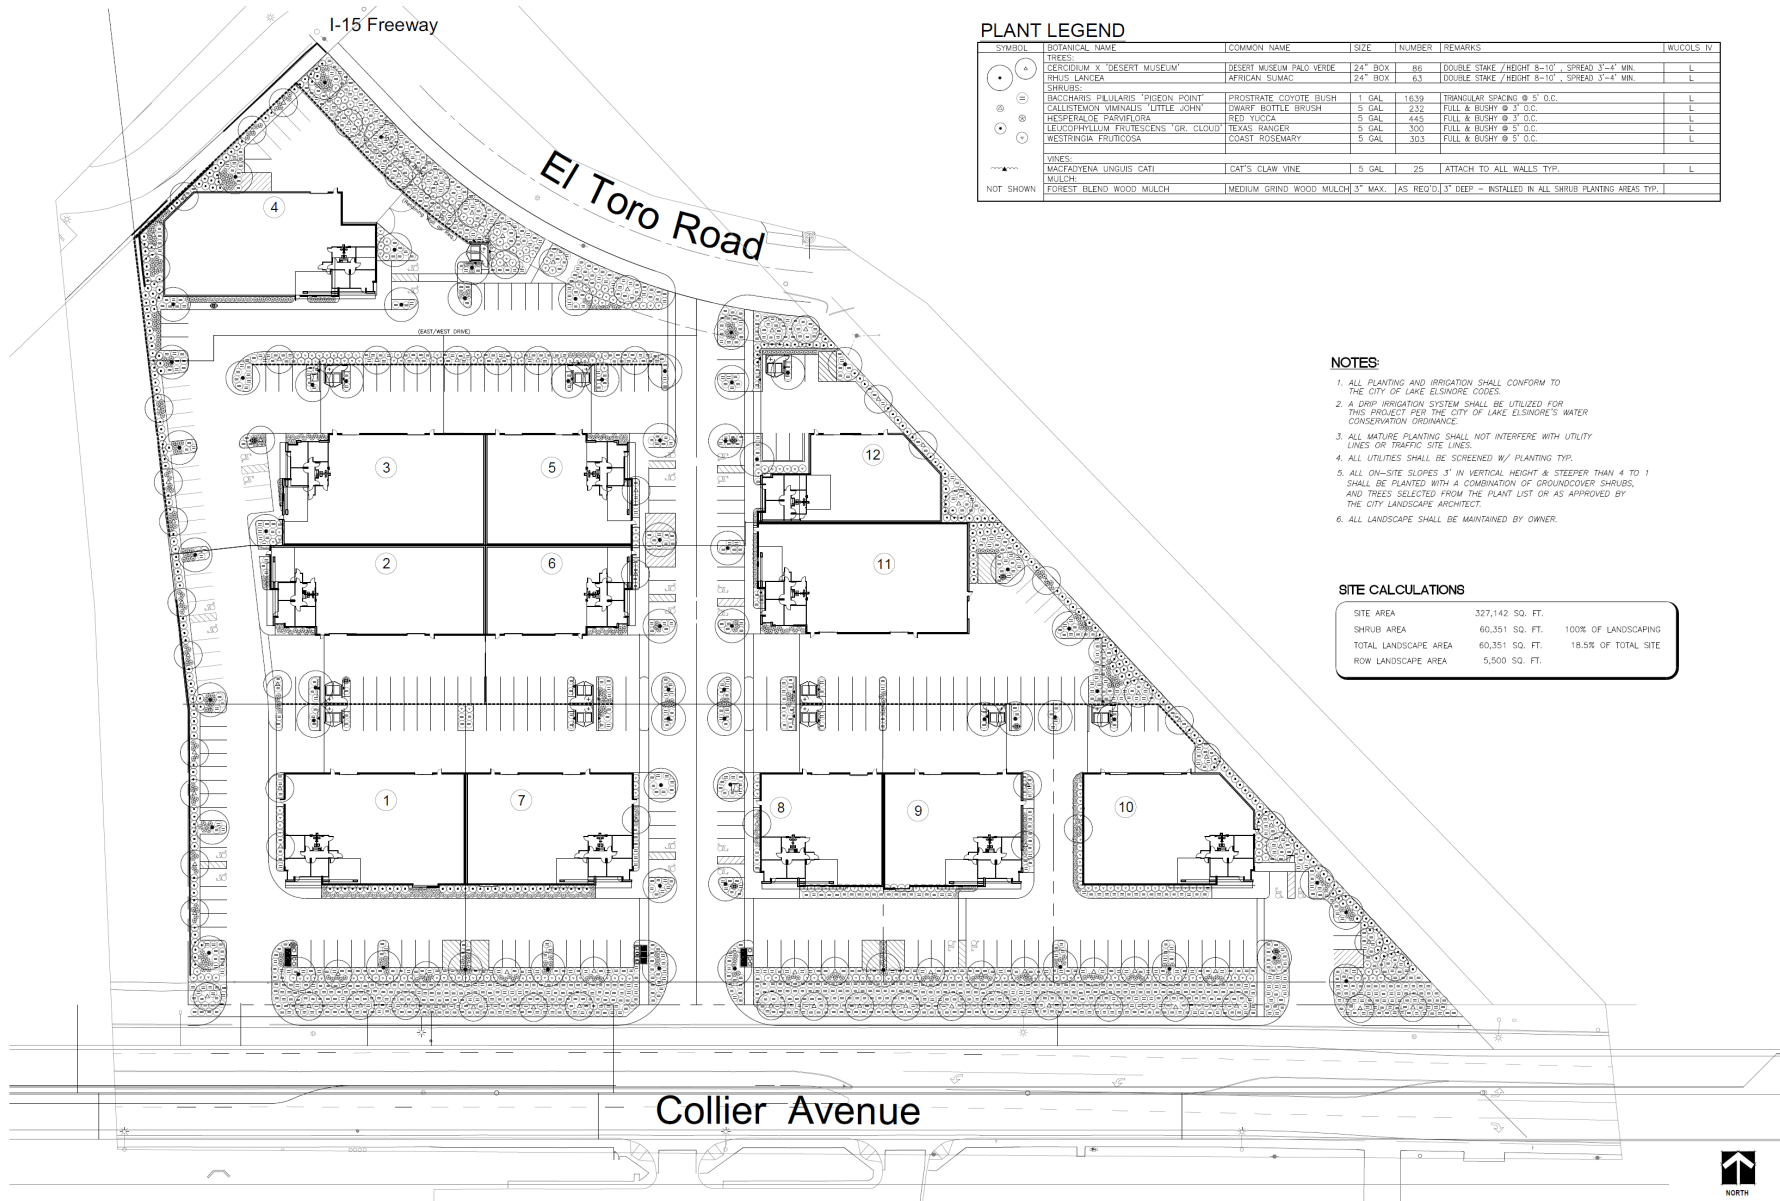 I-15 Freeway
PLANT LEGEND
SYMBOL BOTANICAL NAME COMMON NAME SIZE NUMBER REMARKS WUCOLS IV
TREES:
CERCIDIUM X 'DESERT MUSEUM' DESERT MUSEUM PALO VERDE 24" BOX 86 DOUBLE STAKE / HEIGHT 8-10', SPREAD 3'-4' MIN. L
RHUS LANCEA AFRICAN SUMAC 24" BOX 63 DOUBLE STAKE / HEIGHT 8-10', SPREAD 3'-4' MIN. L
SHRUBS:
BACCHARIS PILULARIS 'PIGEON POINT' PROSTRATE COYOTE BUSH 1 GAL 1639 TRIANGULAR SPACING @ 5' O.C. L
CALLISTEMON VIMINALIS 'LITTLE JOHN' DWARF BOTTLE BRUSH 5 GAL 232 FULL & BUSHY @ 3' O.C. L
HESPERALOE PARVIFLORA RED YUCCA 5 GAL 445 FULL & BUSHY @ 3' O.C. L
LEUCOPHYLLUM FRUTESCENS 'GR. CLOUD' TEXAS RANGER 5 GAL 300 FULL & BUSHY @ 5' O.C. L
WESTRINGIA FRUTICOSA COAST ROSEMARY 5 GAL 303 FULL & BUSHY @ 5' O.C. L
VINES:
MACFADYENA UNGUIS CATI CAT'S CLAW VINE 5 GAL 25 ATTACH TO ALL WALLS TYP. L
MULCH:
NOT SHOWN FOREST BLEND WOOD MULCH MEDIUM GRIND WOOD MULCH 3" MAX. AS REQ'D. 3" DEEP - INSTALLED IN ALL SHRUB PLANTING AREAS TYP.
El Toro Road
4
(EAST/WEST DRIVE)
NOTES:
1. ALL PLANTING AND IRRIGATION SHALL CONFORM TO
THE CITY OF LAKE ELSINORE CODES.
2. A DRIP IRRIGATION SYSTEM SHALL BE UTILIZED FOR
THIS PROJECT PER THE CITY OF LAKE ELSINORE'S WATER
CONSERVATION ORDINANCE.
3. ALL MATURE PLANTING SHALL NOT INTERFERE WITH UTILITY
LINES OR TRAFFIC SITE LINES.
4. ALL UTILITIES SHALL BE SCREENED W/ PLANTING TYP.
5. ALL ON-SITE SLOPES 3' IN VERTICAL HEIGHT & STEEPER THAN 4 TO 1
SHALL BE PLANTED WITH A COMBINATION OF GROUNDCOVER SHRUBS,
AND TREES SELECTED FROM THE PLANT LIST OR AS APPROVED BY
THE CITY LANDSCAPE ARCHITECT.
6. ALL LANDSCAPE SHALL BE MAINTAINED BY OWNER.
3 5 12
2 6 11
SITE CALCULATIONS
SITE AREA 327,142 SQ. FT.
SHRUB AREA 60,351 SQ. FT. 100% OF LANDSCAPING
TOTAL LANDSCAPE AREA 60,351 SQ. FT. 18.5% OF TOTAL SITE
ROW LANDSCAPE AREA 5,500 SQ. FT.
1 7 8 9 10
Collier Avenue
NORTH